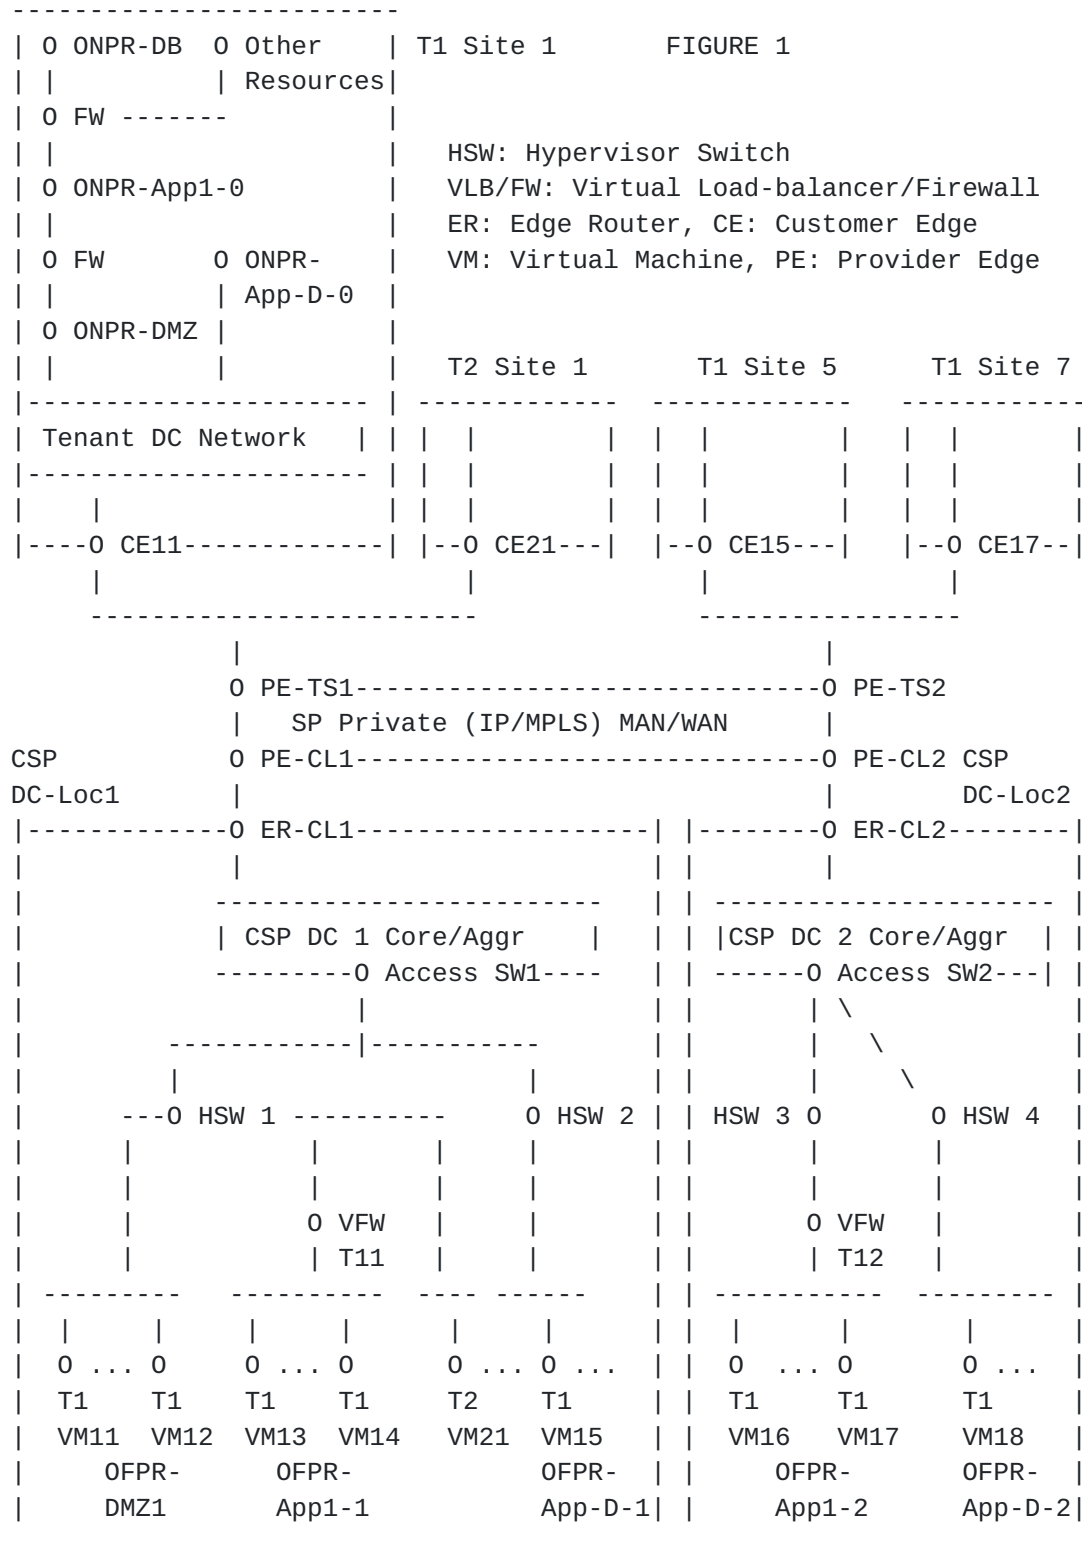 -------------------------
| O ONPR-DB  O Other    | T1 Site 1       FIGURE 1
| |          | Resources|
| O FW -------          |
| |                     |   HSW: Hypervisor Switch
| O ONPR-App1-0         |   VLB/FW: Virtual Load-balancer/Firewall
| |                     |   ER: Edge Router, CE: Customer Edge
| O FW       O ONPR-    |   VM: Virtual Machine, PE: Provider Edge
| |          | App-D-0  |
| O ONPR-DMZ |          |
| |          |          |   T2 Site 1       T1 Site 5      T1 Site 7
|---------------------- | -------------  -------------   ------------
| Tenant DC Network   | | |  |        |  |  |        |   |  |       |
|---------------------- | |  |        |  |  |        |   |  |       |
|    |                  | |  |        |  |  |        |   |  |       |
|----O CE11-------------| |--O CE21---|  |--O CE15---|   |--O CE17--|
     |                       |              |               |
     -------------------------              -----------------
              |                                     |
              O PE-TS1------------------------------O PE-TS2
              |   SP Private (IP/MPLS) MAN/WAN      |
CSP           O PE-CL1------------------------------O PE-CL2 CSP
DC-Loc1       |                                     |        DC-Loc2
|-------------O ER-CL1-------------------| |--------O ER-CL2--------|
|             |                          | |        |               |
|            -------------------------   | | ---------------------- |
|            | CSP DC 1 Core/Aggr    |   | | |CSP DC 2 Core/Aggr  | |
|            ---------O Access SW1----   | | ------O Access SW2---| |
|                     |                  | |       | \              |
|         ------------|-----------       | |       |   \            |
|         |                      |       | |       |     \          |
|      ---O HSW 1 ----------     O HSW 2 | | HSW 3 O       O HSW 4  |
|      |           |       |     |       | |       |       |        |
|      |           |       |     |       | |       |       |        |
|      |           O VFW   |     |       | |       O VFW   |        |
|      |           | T11   |     |       | |       | T12   |        |
| ---------   ----------  ---- ------    | | -----------  --------- |
|  |     |     |     |      |     |      | |  |      |       |      |
|  O ... O     O ... O      O ... O ...  | |  O  ... O       O ...  |
|  T1    T1    T1    T1     T2    T1     | |  T1     T1      T1     |
|  VM11  VM12  VM13  VM14   VM21  VM15   | |  VM16   VM17    VM18   |
|     OFPR-      OFPR-            OFPR-  | |     OFPR-       OFPR-  |
|     DMZ1       App1-1           App-D-1| |     App1-2      App-D-2|